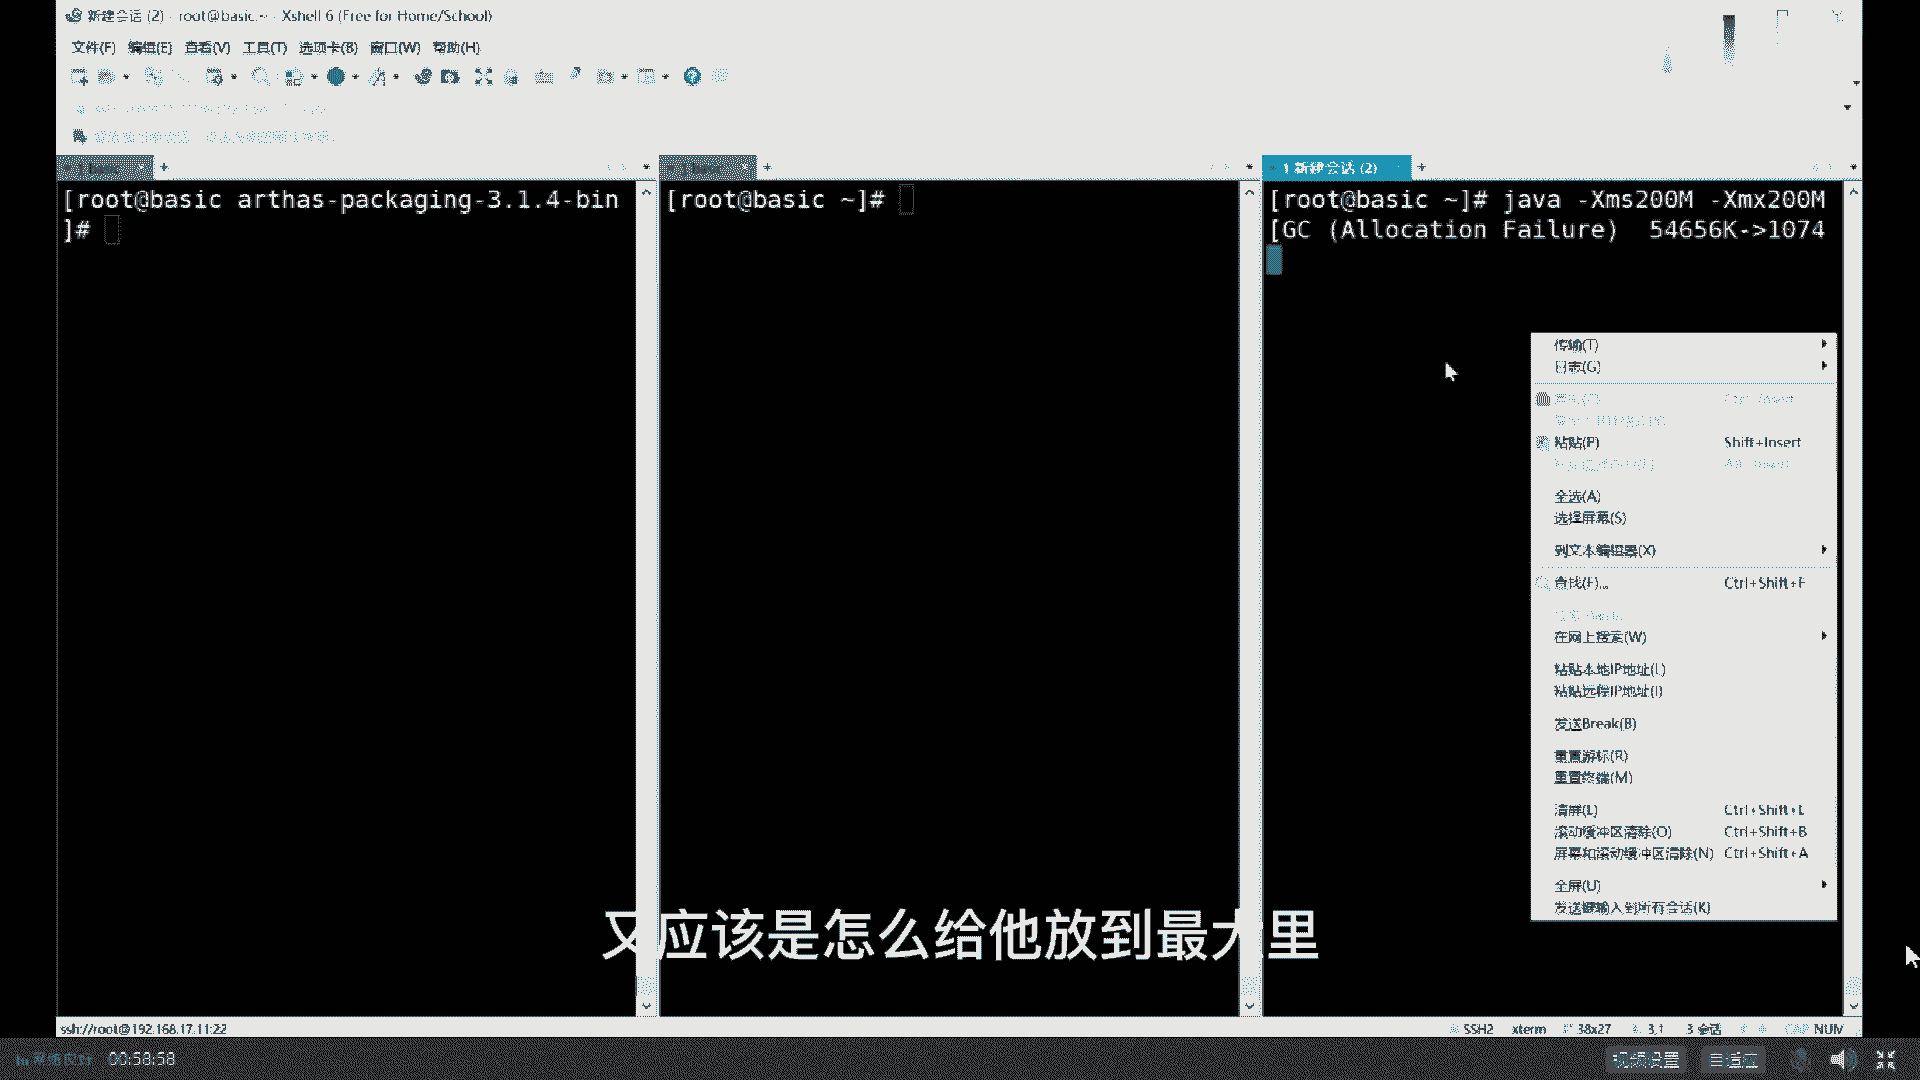 新建会话 (2) - root@basic:~ - Xshell 6 (Free for Home/School)
文件(F) 编辑(E) 查看(V) 工具(T) 选项卡(B) 窗口(W) 帮助(H)
1 新建会话 (2)
[root@basic arthas-packaging-3.1.4-bin
]#
[root@basic ~]#
[root@basic ~]# java -Xms200M -Xmx200M
[GC (Allocation Failure)  54656K->1074
传输(T)
日志(G)
粘贴(P) Shift+Insert
全选(A)
选择屏幕(S)
到文本编辑器(X)
查找(F)... Ctrl+Shift+F
在网上搜索(W)
粘贴本地IP地址(L)
粘贴远程IP地址(I)
发送Break(B)
重置游标(R)
重置终端(M)
清屏(L) Ctrl+Shift+L
滚动缓冲区清除(O) Ctrl+Shift+B
屏幕和滚动缓冲区清除(N) Ctrl+Shift+A
全屏(U)
发送键输入到所有会话(K)
又应该是怎么给他放到最大里
ssh://root@192.168.17.11:22
SSH2 xterm 38x27 3,1 3 会话 CAP NUM
00:58:58
视频设置 自适应